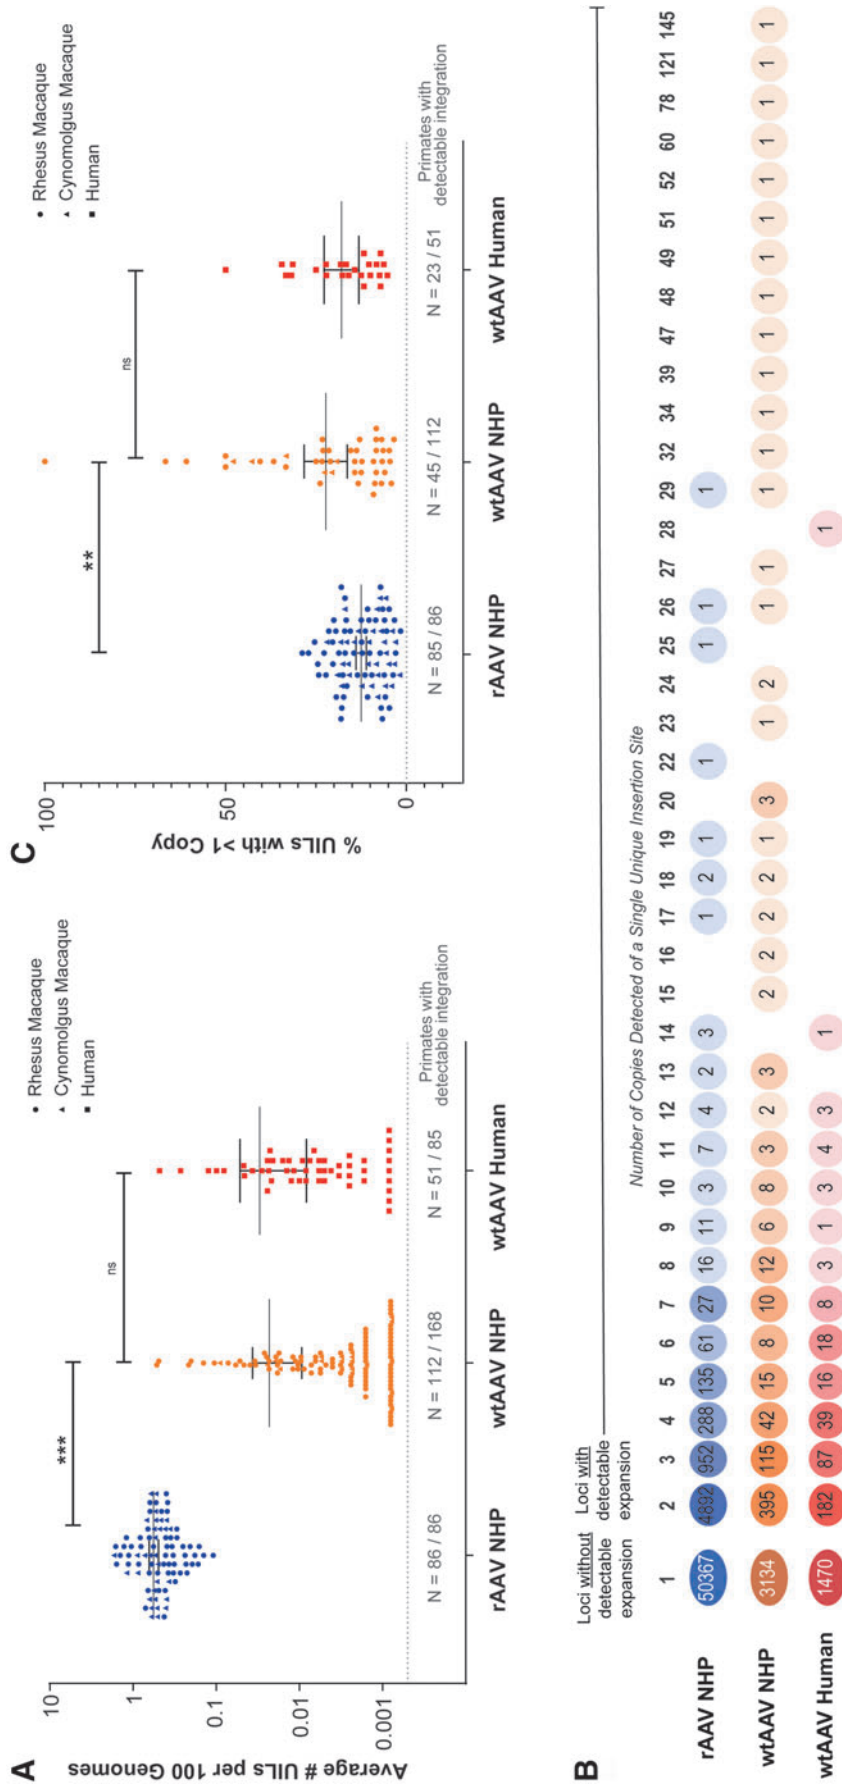 A
Average # UILs per 100 Genomes
10
1
0.1
0.01
0.001
***
ns
● Rhesus Macaque
▲ Cynomolgus Macaque
■ Human
N = 86 / 86
N = 112 / 168
N = 51 / 85
Primates with
detectable integration
rAAV NHP
wtAAV NHP
wtAAV Human
C
% UILs with >1 Copy
100
50
0
**
ns
● Rhesus Macaque
▲ Cynomolgus Macaque
■ Human
N = 85 / 86
N = 45 / 112
N = 23 / 51
Primates with
detectable integration
rAAV NHP
wtAAV NHP
wtAAV Human
B
Loci without
detectable
expansion
Loci with
detectable
expansion
Number of Copies Detected of a Single Unique Insertion Site
1 2 3 4 5 6 7 8 9 10 11 12 13 14 15 16 17 18 19 20 22 23 24 25 26 27 28 29 32 34 39 47 48 49 51 52 60 78 121 145
rAAV NHP 50367 4892 952 288 135 61 27 16 11 3 7 4 2 3 1 2 1 1 1 1 1
wtAAV NHP 3134 395 115 42 15 8 10 12 6 8 3 2 3 2 2 2 2 1 3 1 2 1 1 1 1 1 1 1 1 1 1 1 1 1 1 1
wtAAV Human 1470 182 87 39 16 18 8 3 1 3 4 3 1 1